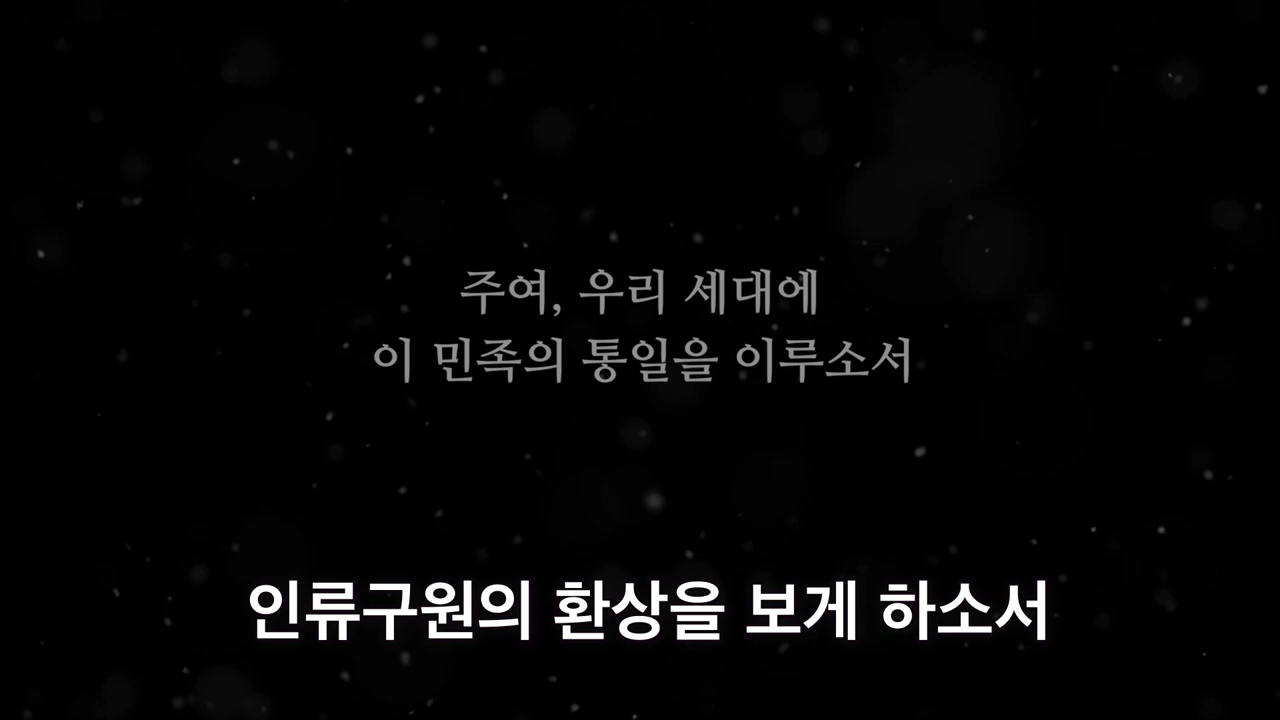 주여, 우리 세대에
이 민족의 통일을 이루소서
인류구원의 환상을 보게 하소서